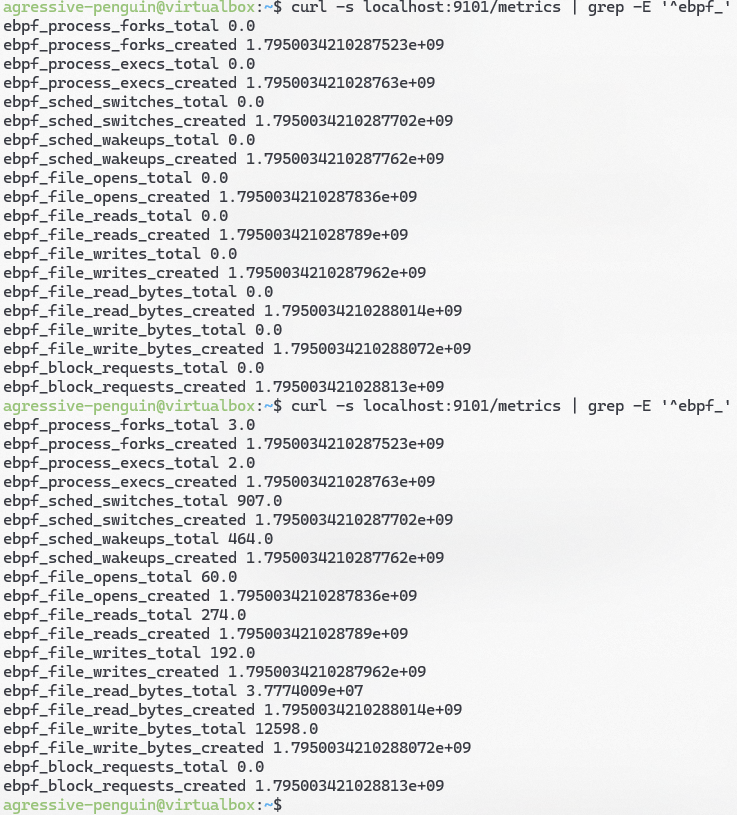 agressive-penguin@virtualbox:~$ curl -s localhost:9101/metrics | grep -E '^ebpf_'
ebpf_process_forks_total 0.0
ebpf_process_forks_created 1.7950034210287523e+09
ebpf_process_execs_total 0.0
ebpf_process_execs_created 1.795003421028763e+09
ebpf_sched_switches_total 0.0
ebpf_sched_switches_created 1.7950034210287702e+09
ebpf_sched_wakeups_total 0.0
ebpf_sched_wakeups_created 1.7950034210287762e+09
ebpf_file_opens_total 0.0
ebpf_file_opens_created 1.7950034210287836e+09
ebpf_file_reads_total 0.0
ebpf_file_reads_created 1.795003421028789e+09
ebpf_file_writes_total 0.0
ebpf_file_writes_created 1.7950034210287962e+09
ebpf_file_read_bytes_total 0.0
ebpf_file_read_bytes_created 1.7950034210288014e+09
ebpf_file_write_bytes_total 0.0
ebpf_file_write_bytes_created 1.7950034210288072e+09
ebpf_block_requests_total 0.0
ebpf_block_requests_created 1.795003421028813e+09
agressive-penguin@virtualbox:~$ curl -s localhost:9101/metrics | grep -E '^ebpf_'
ebpf_process_forks_total 3.0
ebpf_process_forks_created 1.7950034210287523e+09
ebpf_process_execs_total 2.0
ebpf_process_execs_created 1.795003421028763e+09
ebpf_sched_switches_total 907.0
ebpf_sched_switches_created 1.7950034210287702e+09
ebpf_sched_wakeups_total 464.0
ebpf_sched_wakeups_created 1.7950034210287762e+09
ebpf_file_opens_total 60.0
ebpf_file_opens_created 1.7950034210287836e+09
ebpf_file_reads_total 274.0
ebpf_file_reads_created 1.795003421028789e+09
ebpf_file_writes_total 192.0
ebpf_file_writes_created 1.7950034210287962e+09
ebpf_file_read_bytes_total 3.7774009e+07
ebpf_file_read_bytes_created 1.7950034210288014e+09
ebpf_file_write_bytes_total 12598.0
ebpf_file_write_bytes_created 1.7950034210288072e+09
ebpf_block_requests_total 0.0
ebpf_block_requests_created 1.795003421028813e+09
agressive-penguin@virtualbox:~$